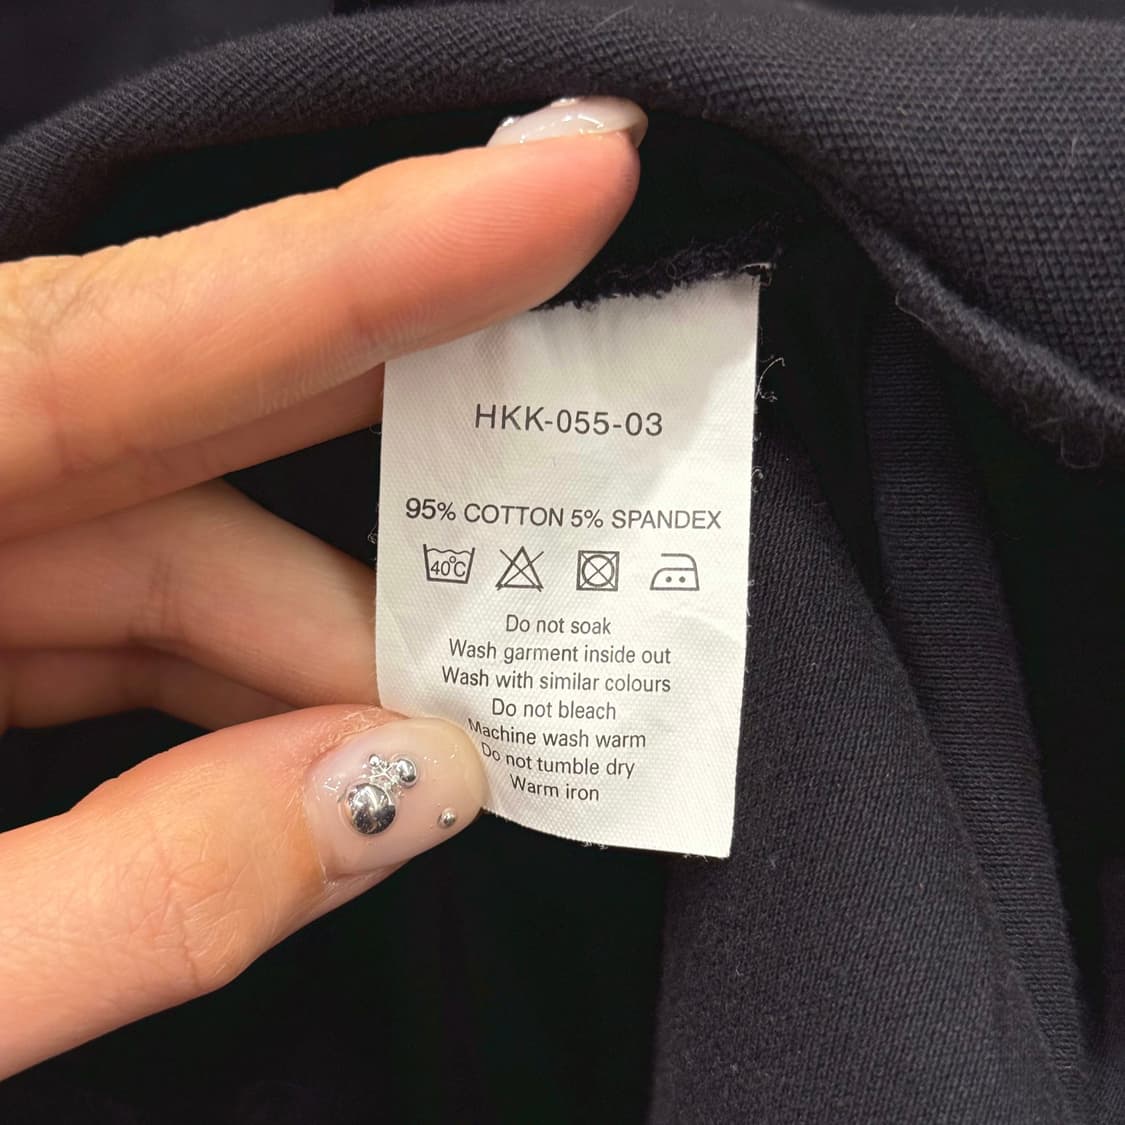 HKK-055-03
95% COTTON 5% SPANDEX
40°C
Do not soak
Wash garment inside out
Wash with similar colours
Do not bleach
Machine wash warm
Do not tumble dry
Warm iron